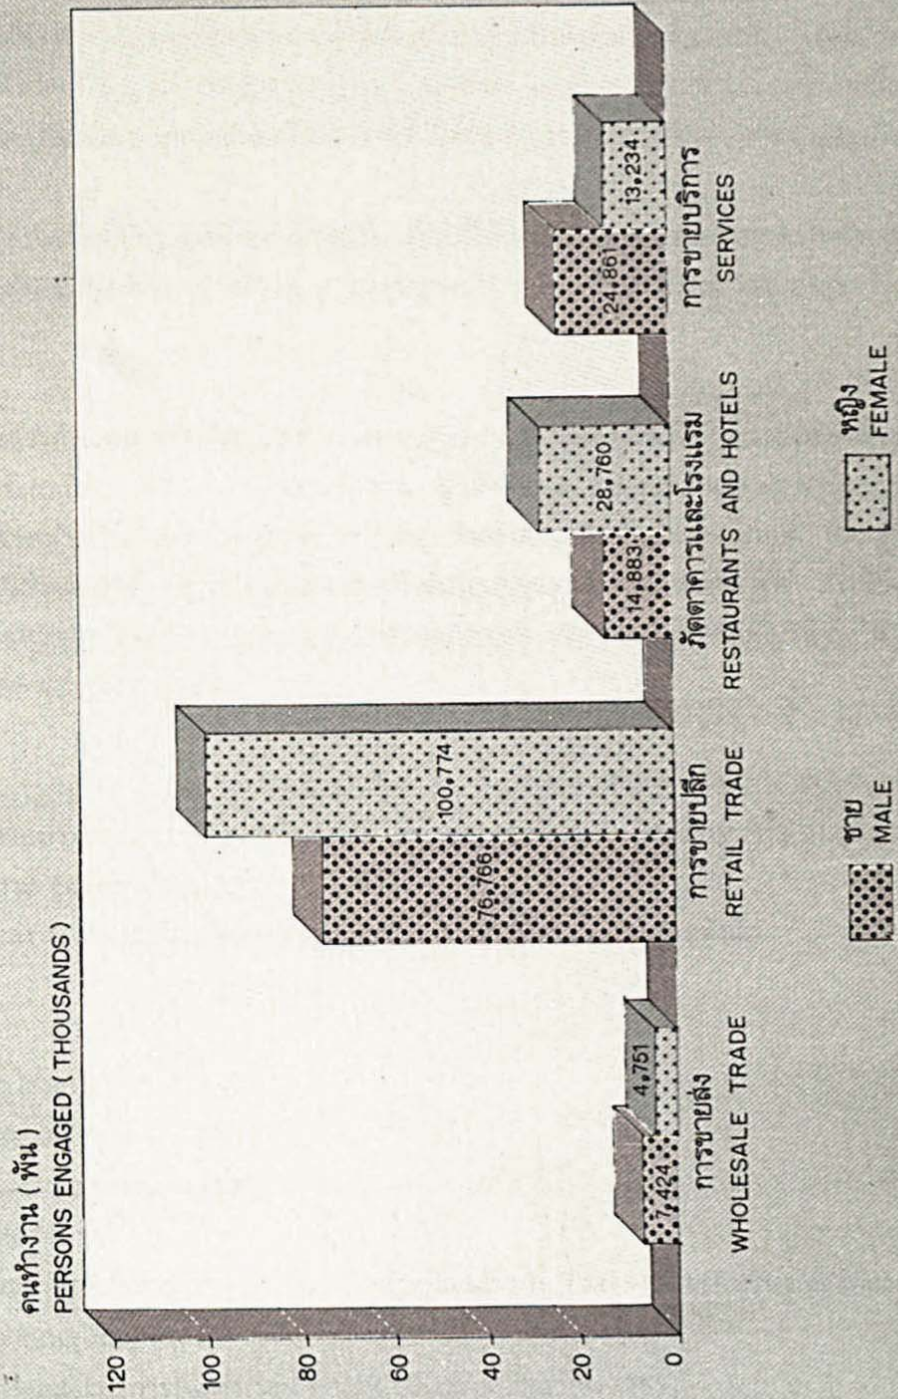 คนทำงาน ( พัน )
PERSONS ENGAGED ( THOUSANDS )
120
100
80
60
40
20
0
7,424
4,751
76,766
100,774
14,883
28,760
24,861
13,234
การขายส่ง
WHOLESALE TRADE
การขายปลีก
RETAIL TRADE
ภัตตาคารและโรงแรม
RESTAURANTS AND HOTELS
การขายบริการ
SERVICES
ชาย
MALE
หญิง
FEMALE